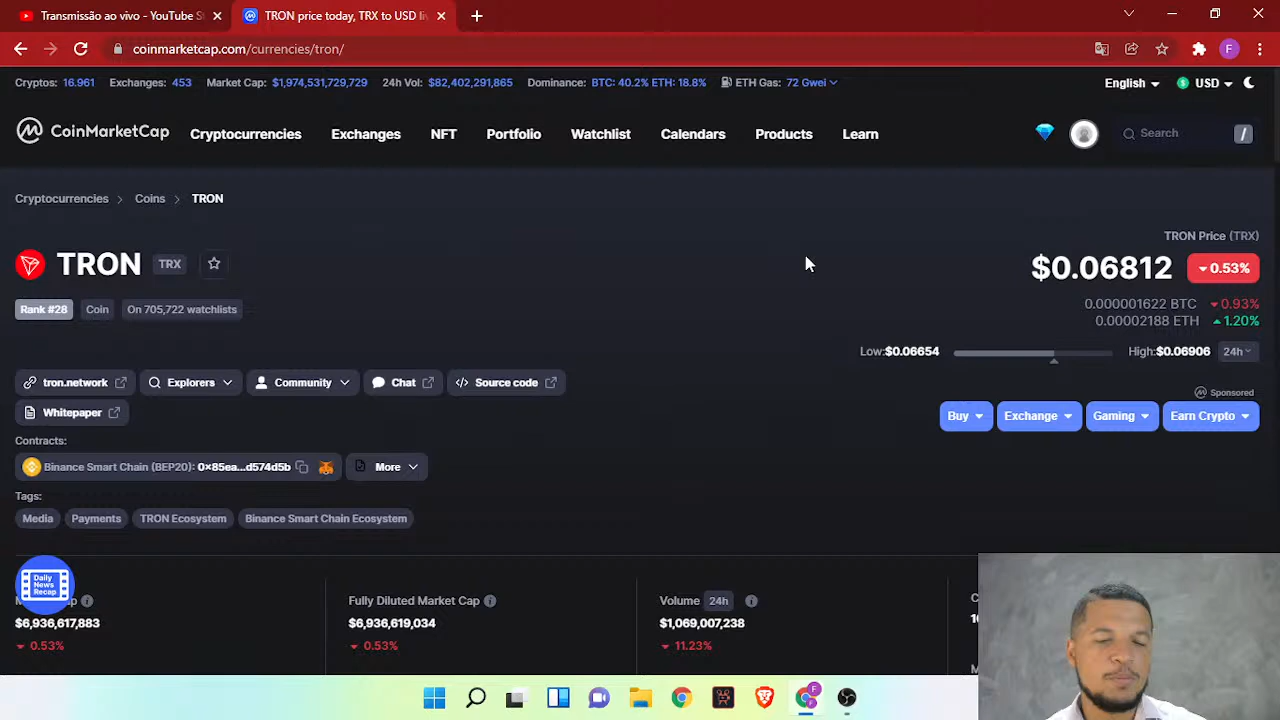 Transmissão ao vivo - YouTube S
TRON price today, TRX to USD li
coinmarketcap.com/currencies/tron/
F
Cryptos: 16.961 Exchanges: 453 Market Cap: $1,974,531,729,729 24h Vol: $82,402,291,865 Dominance: BTC: 40.2% ETH: 18.8% ETH Gas: 72 Gwei
English USD
CoinMarketCap Cryptocurrencies Exchanges NFT Portfolio Watchlist Calendars Products Learn Search /
Cryptocurrencies > Coins > TRON
TRON TRX
TRON Price (TRX)
$0.06812 0.53%
0.000001622 BTC 0.93%
0.00002188 ETH 1.20%
Rank #28 Coin On 705,722 watchlists
Low:$0.06654 High:$0.06906 24h
tron.network Explorers Community Chat Source code
Sponsored
Whitepaper
Buy Exchange Gaming Earn Crypto
Contracts:
Binance Smart Chain (BEP20): 0x85ea...d574d5b More
Tags:
Media Payments TRON Ecosystem Binance Smart Chain Ecosystem
Daily
News
Recap
Fully Diluted Market Cap Volume 24h
$6,936,617,883 $6,936,619,034 $1,069,007,238
0.53% 0.53% 11.23%